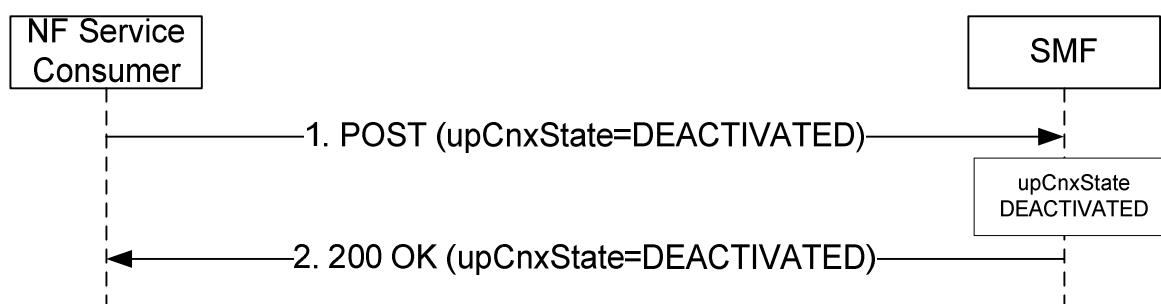 NF Service
Consumer
SMF
1. POST (upCnxState=DEACTIVATED)
upCnxState
DEACTIVATED
2. 200 OK (upCnxState=DEACTIVATED)